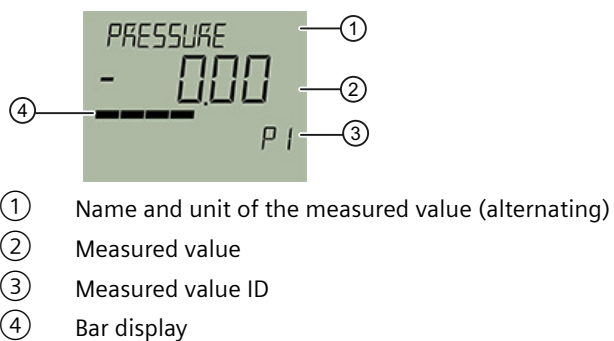 PRESSURE ①
- 0.00 ②
④
P1 ③
① Name and unit of the measured value (alternating)
② Measured value
③ Measured value ID
④ Bar display